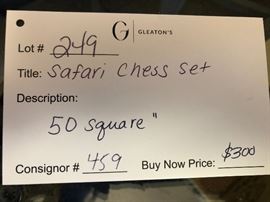 Lot # 249 G GLEATON'S
Title: Safari Chess Set
Description:
50 square "
Consignor # 459 Buy Now Price: $300